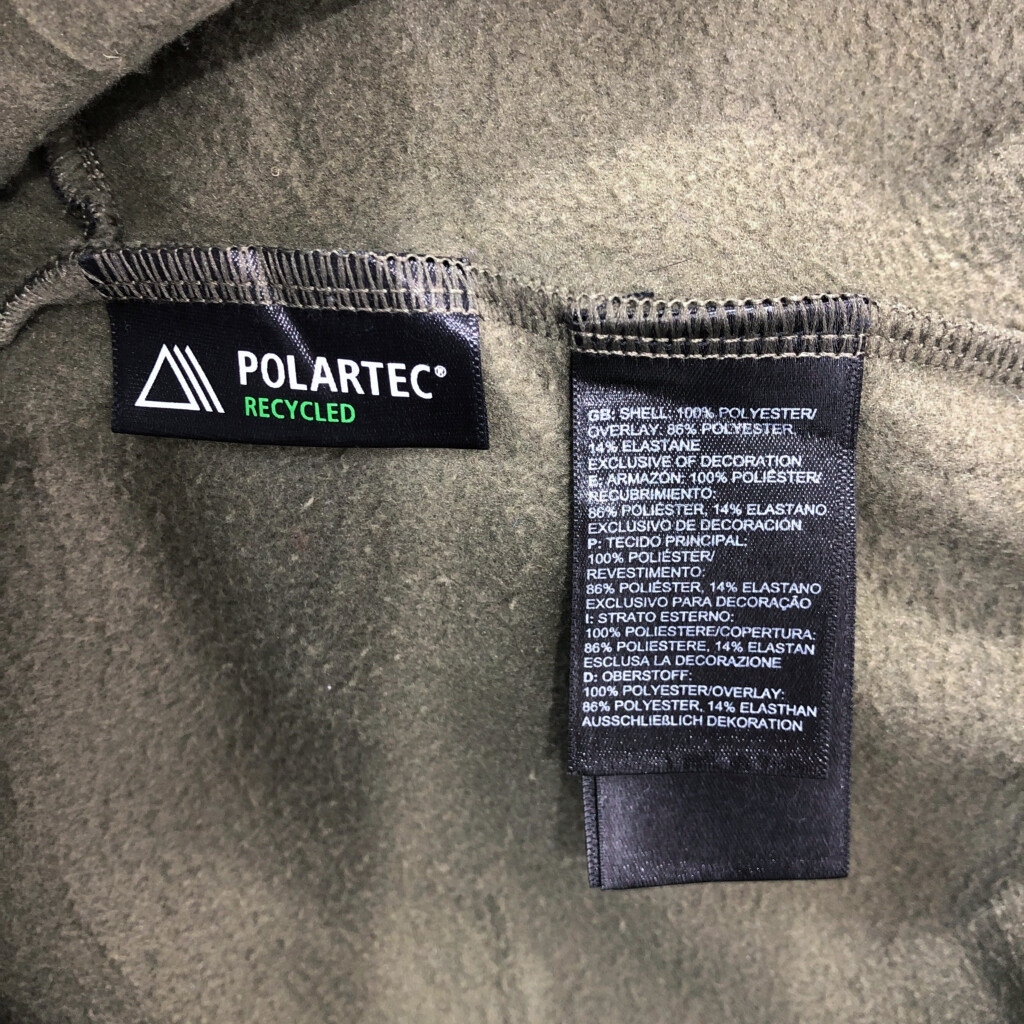 POLARTEC®
RECYCLED
GB: SHELL: 100% POLYESTER/
OVERLAY: 86% POLYESTER,
14% ELASTANE
EXCLUSIVE OF DECORATION
E: ARMAZÓN: 100% POLIÉSTER/
RECUBRIMIENTO:
86% POLIÉSTER, 14% ELASTANO
EXCLUSIVO DE DECORACIÓN
P: TECIDO PRINCIPAL:
100% POLIÉSTER/
REVESTIMENTO:
86% POLIÉSTER, 14% ELASTANO
EXCLUSIVO PARA DECORAÇÃO
I: STRATO ESTERNO:
100% POLIESTERE/COPERTURA:
86% POLIESTERE, 14% ELASTAN
ESCLUSA LA DECORAZIONE
D: OBERSTOFF:
100% POLYESTER/OVERLAY:
86% POLYESTER, 14% ELASTHAN
AUSSCHLIEßLICH DEKORATION